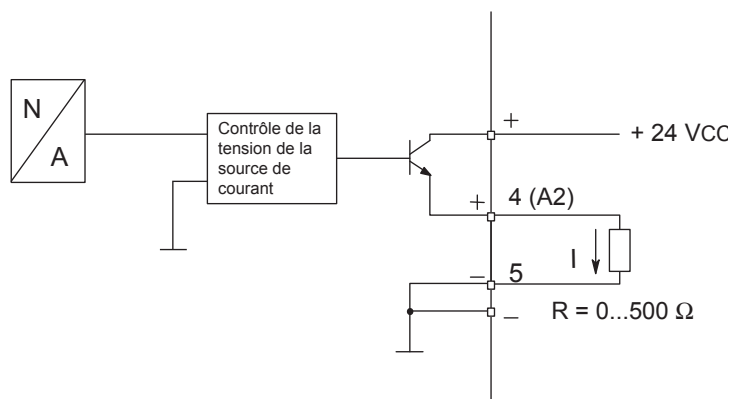 N
A
Contrôle de la
tension de la
source de
courant
+
+ 24 VCC
+
4 (A2)
I
−
5
−
R = 0...500 Ω